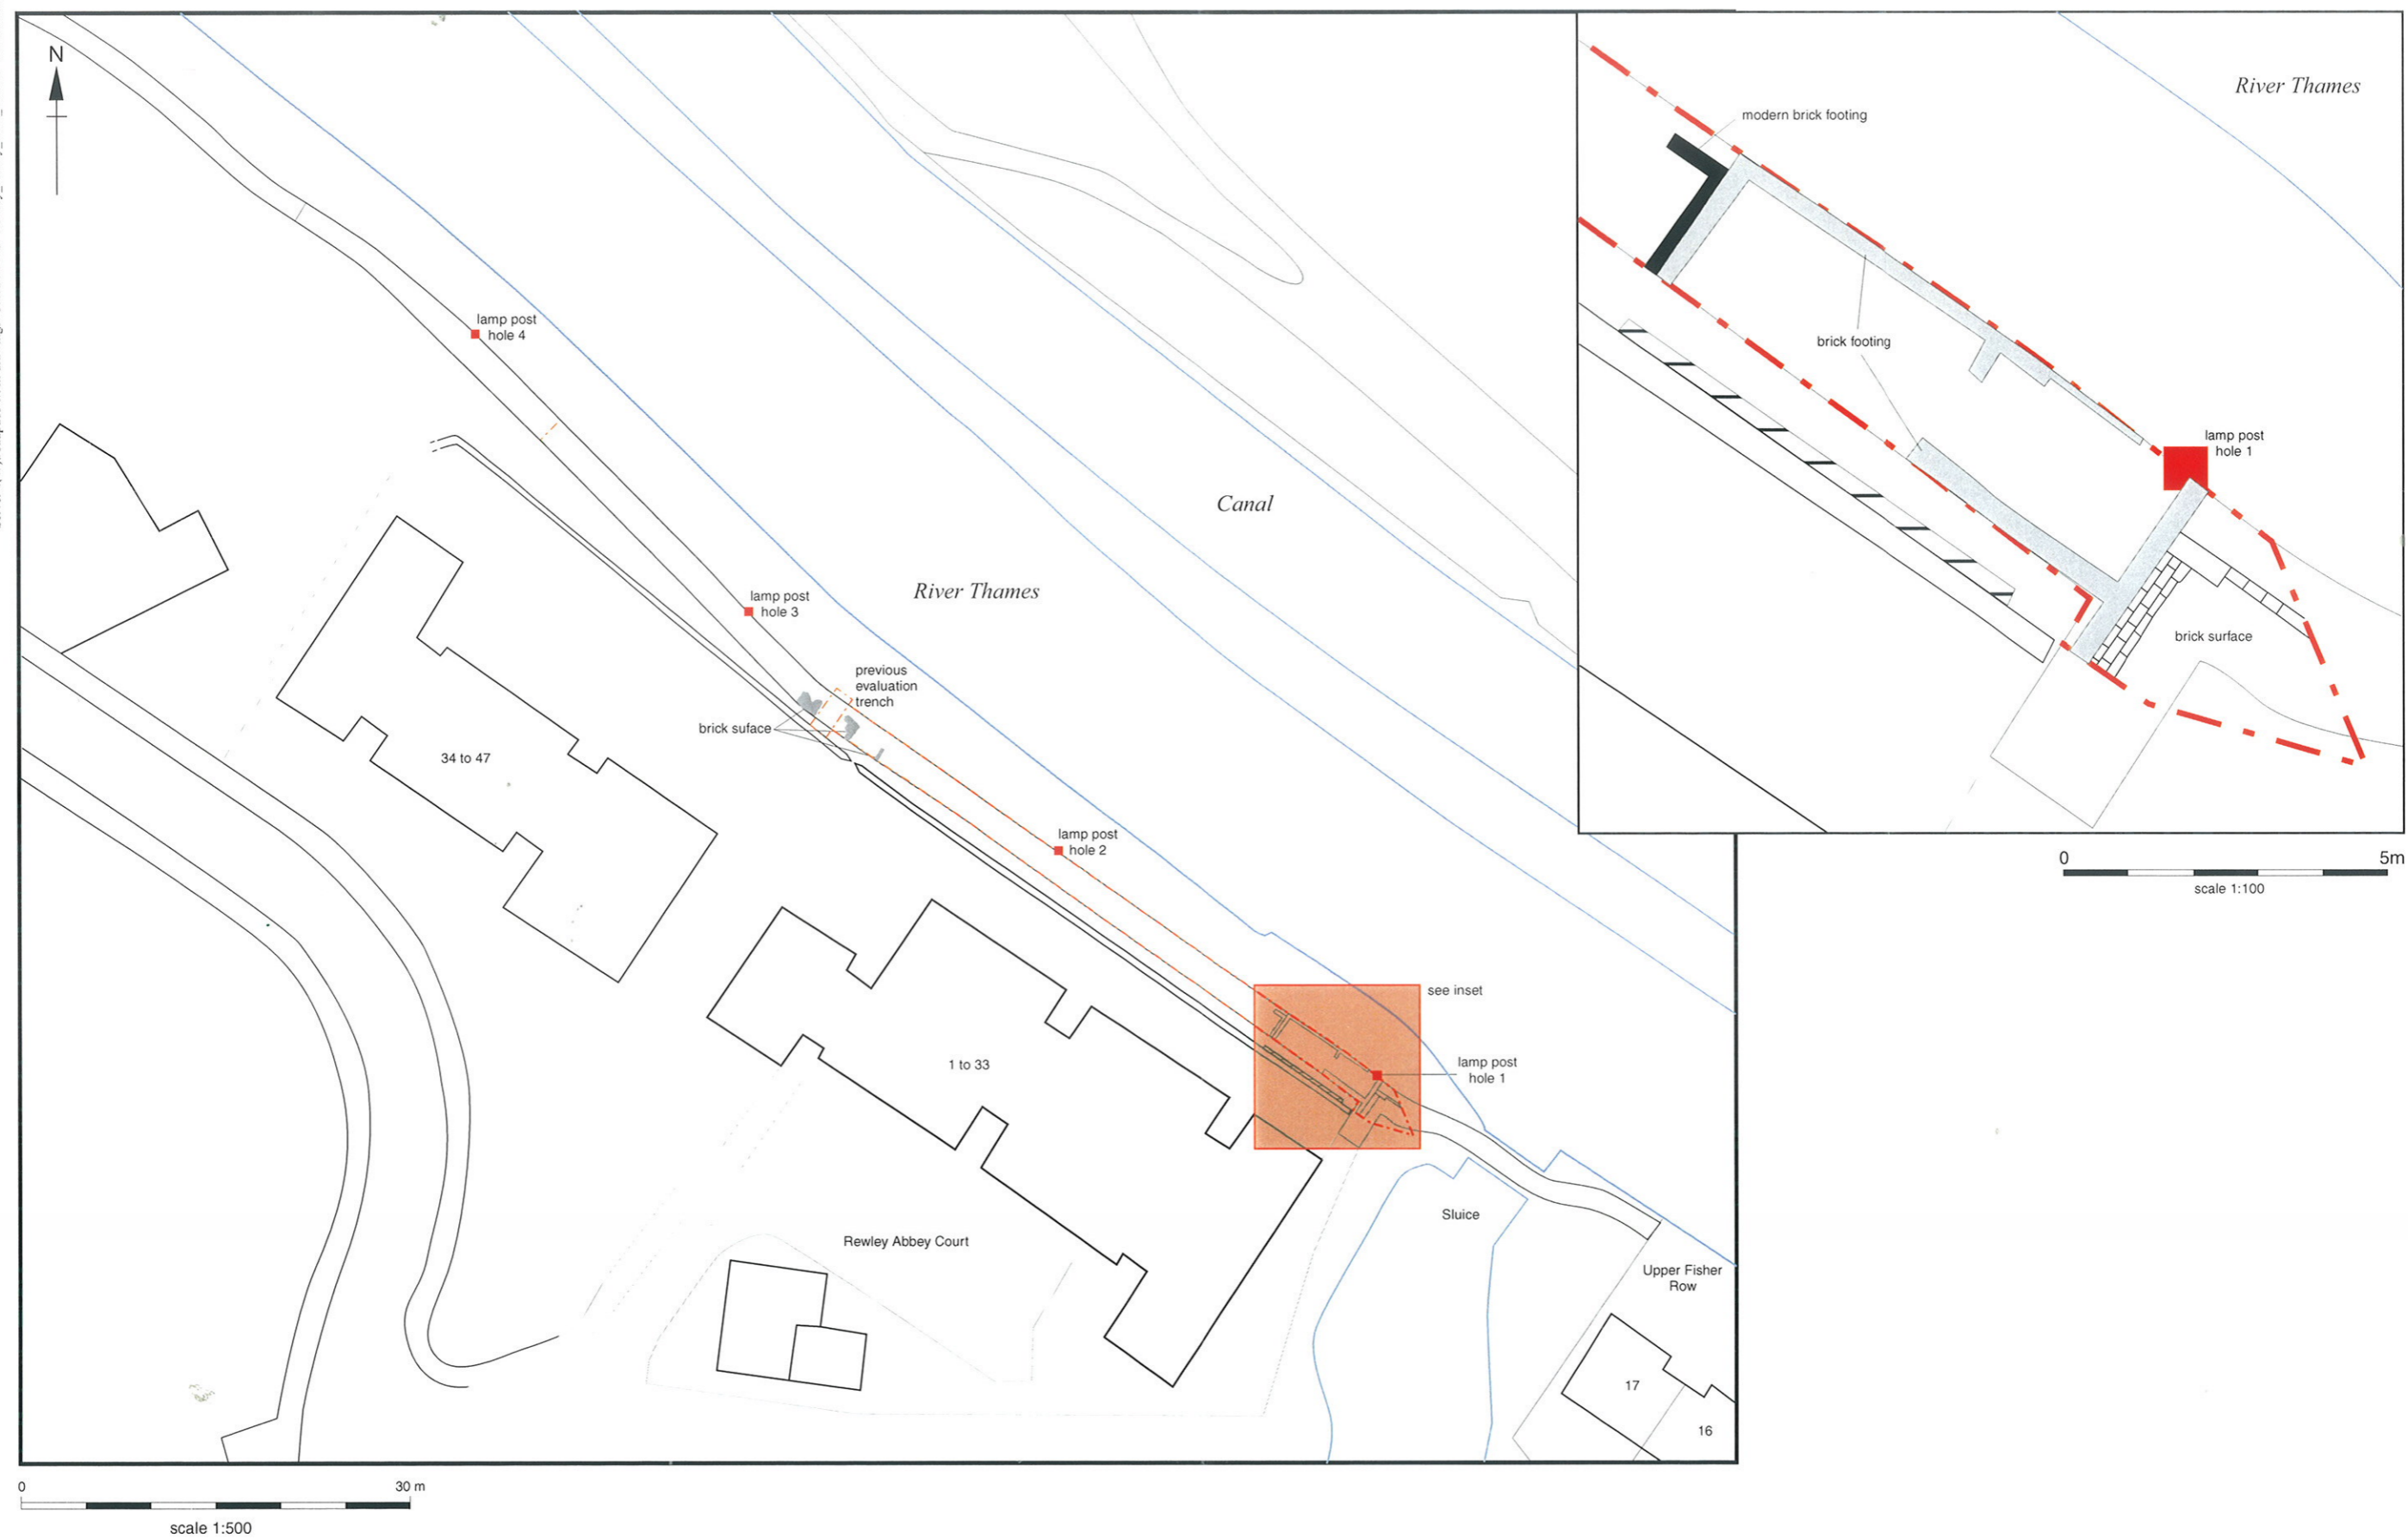 N
River Thames
modern brick footing
brick footing
lamp post
hole 1
brick surface
0 5m
scale 1:100
lamp post
hole 4
Canal
River Thames
lamp post
hole 3
previous
evaluation
trench
brick suface
34 to 47
lamp post
hole 2
see inset
1 to 33
lamp post
hole 1
Sluice
Rewley Abbey Court
Upper Fisher
Row
17
16
0 30 m
scale 1:500